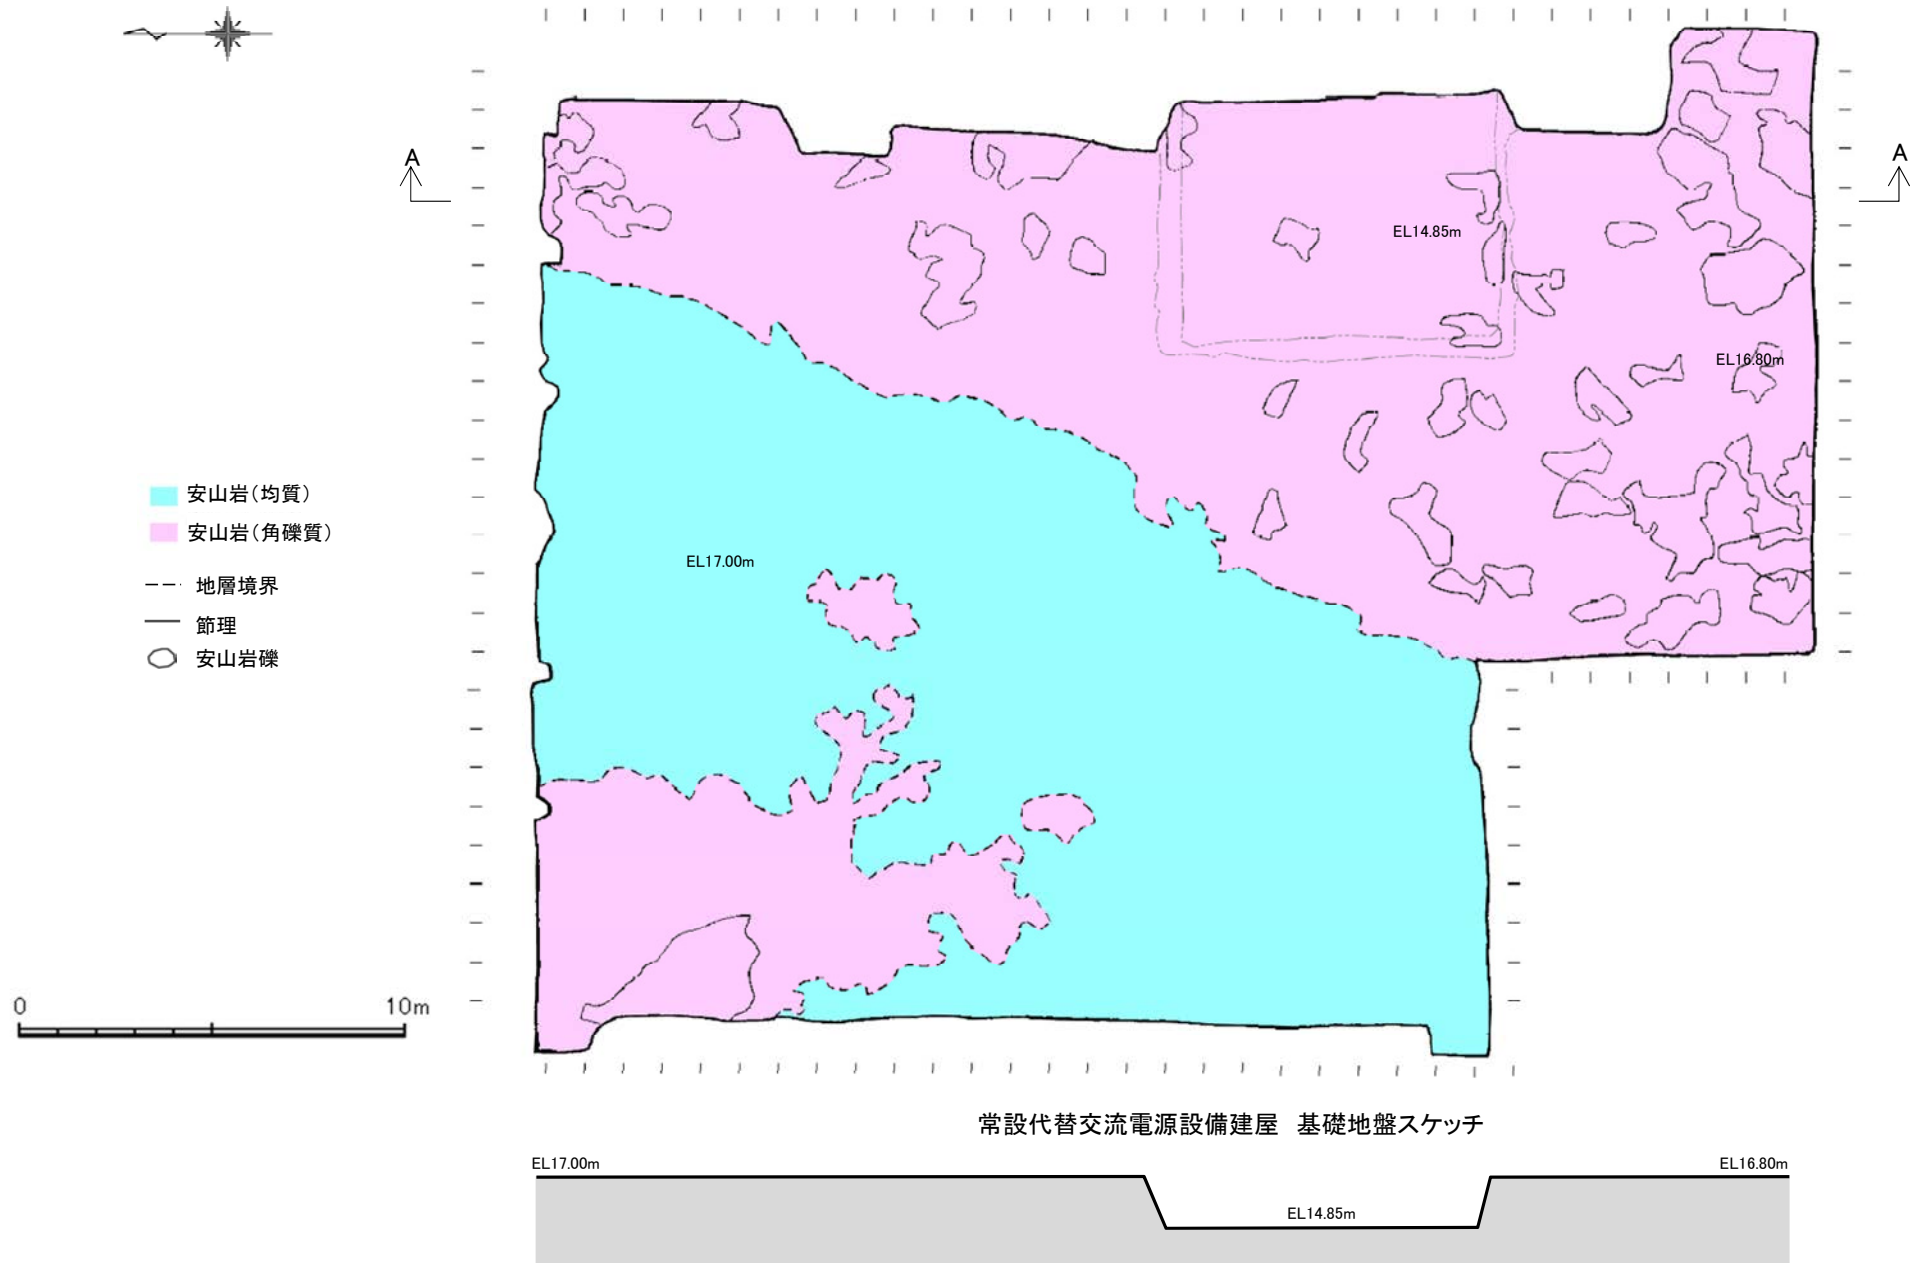 A
A
EL14.85m
EL16.80m
安山岩(均質)
安山岩(角礫質)
EL17.00m
地層境界
節理
安山岩礫
0
10m
常設代替交流電源設備建屋 基礎地盤スケッチ
EL17.00m
EL16.80m
EL14.85m